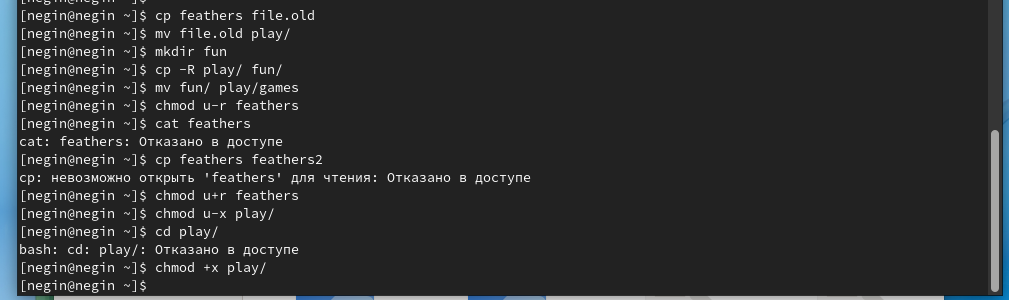 [negin@negin ~]$ cp feathers file.old
[negin@negin ~]$ mv file.old play/
[negin@negin ~]$ mkdir fun
[negin@negin ~]$ cp -R play/ fun/
[negin@negin ~]$ mv fun/ play/games
[negin@negin ~]$ chmod u-r feathers
[negin@negin ~]$ cat feathers
cat: feathers: Отказано в доступе
[negin@negin ~]$ cp feathers feathers2
cp: невозможно открыть 'feathers' для чтения: Отказано в доступе
[negin@negin ~]$ chmod u+r feathers
[negin@negin ~]$ chmod u-x play/
[negin@negin ~]$ cd play/
bash: cd: play/: Отказано в доступе
[negin@negin ~]$ chmod +x play/
[negin@negin ~]$